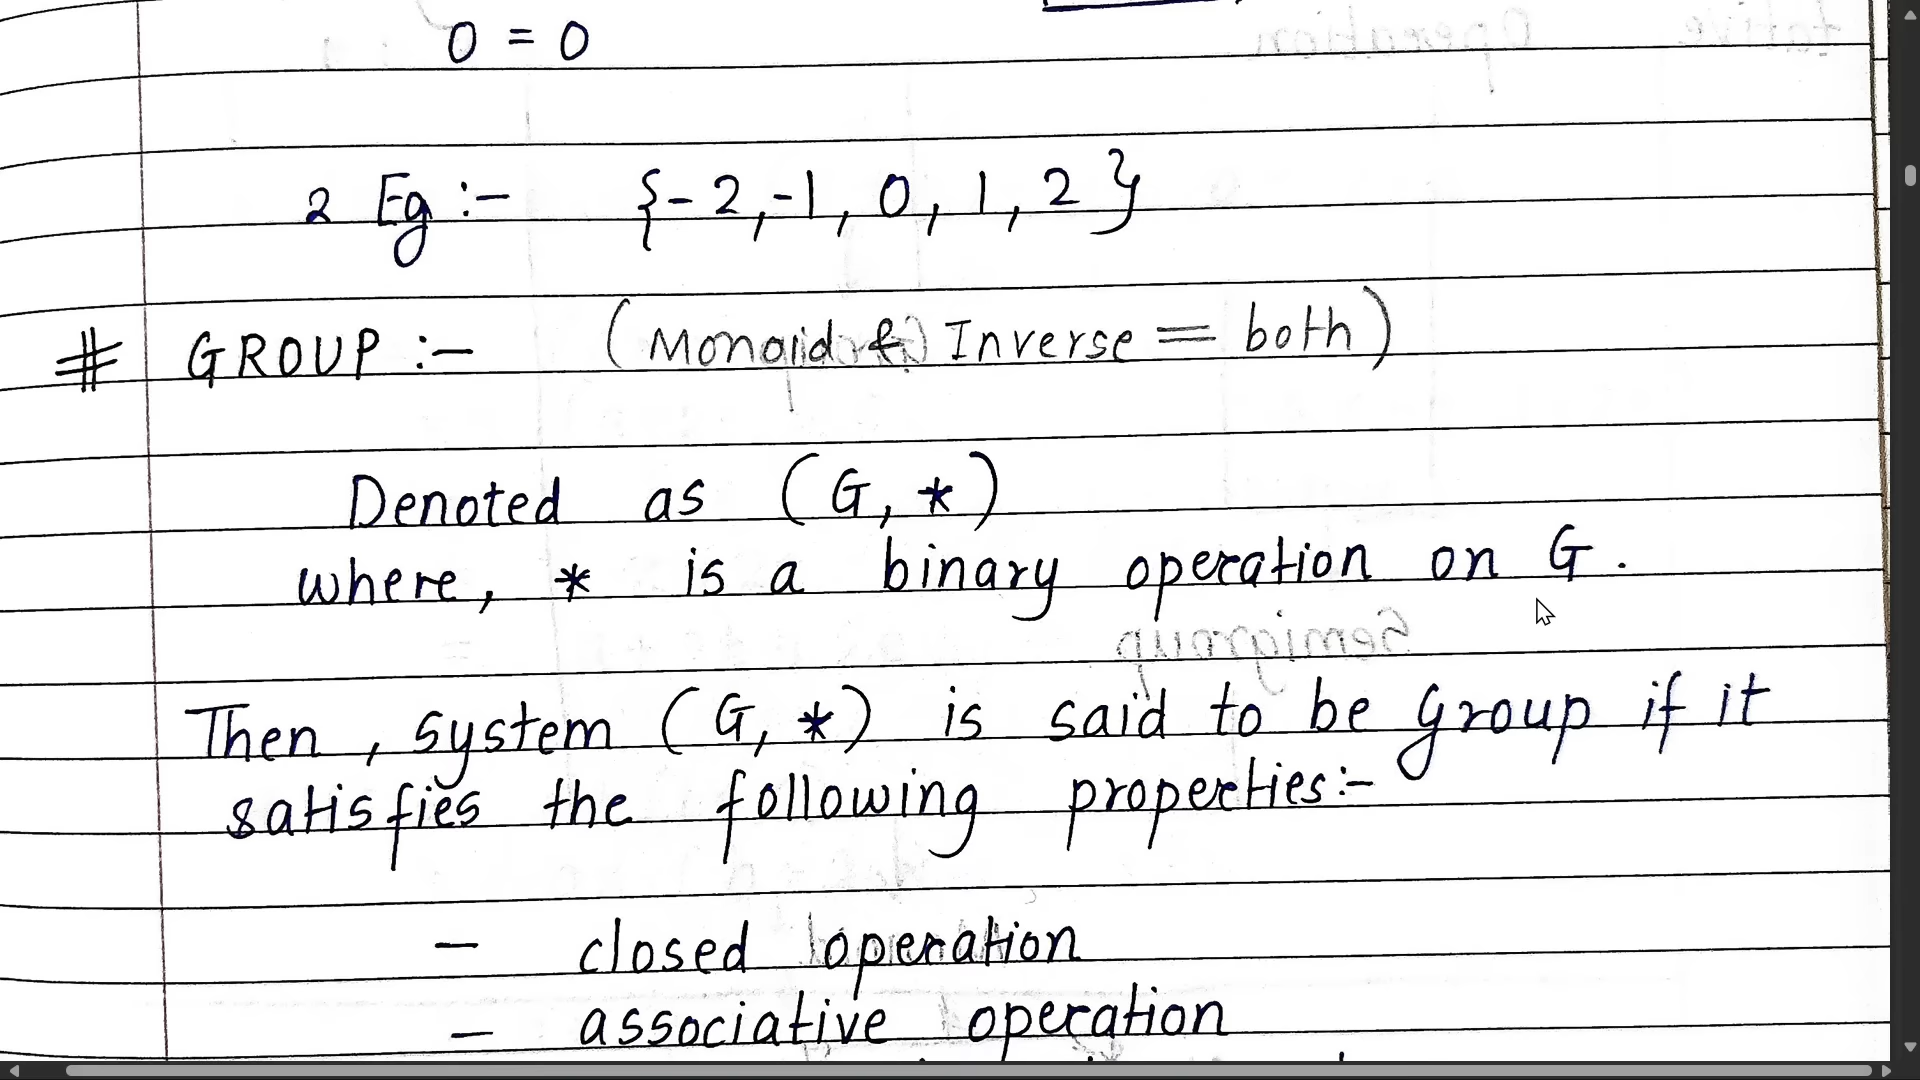 0 = 0
2 Eg :- {-2, -1, 0, 1, 2}
# GROUP :- (Monoid & Inverse = both)
Denoted as (G, *)
where, * is a binary operation on G.
Then, system (G, *) is said to be group if it
satisfies the following properties:-
- closed operation
- associative operation